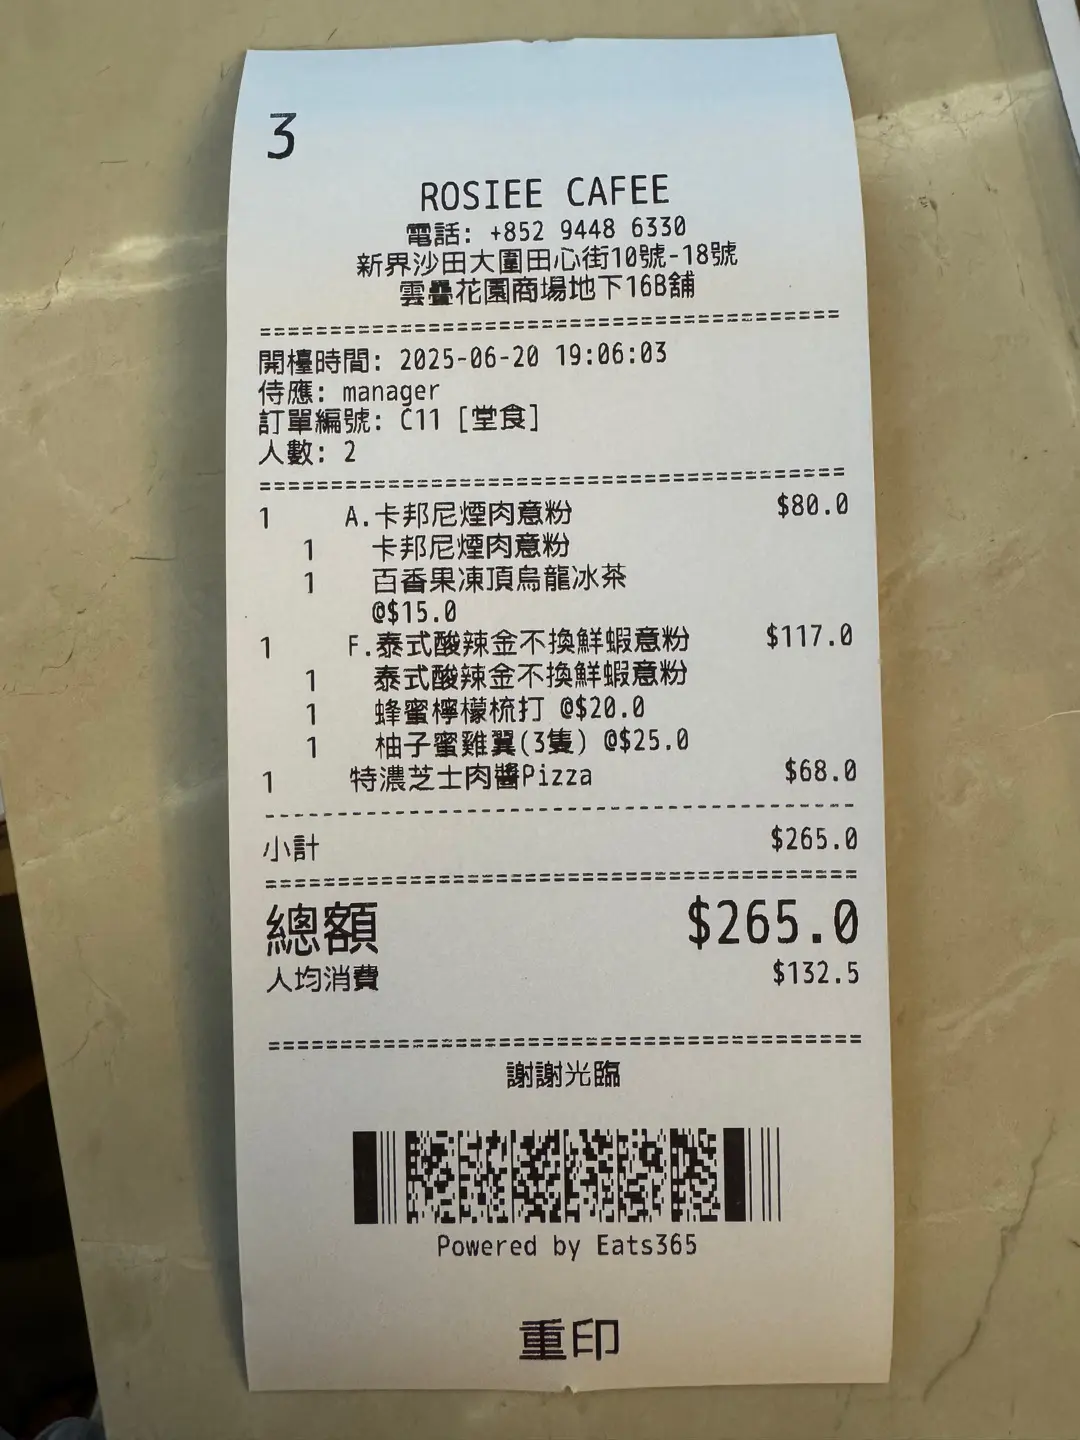 3
ROSIEE CAFEE
電話: +852 9448 6330
新界沙田大圍田心街10號-18號
雲疊花園商場地下16B舖
========================================
開檯時間: 2025-06-20 19:06:03
侍應: manager
訂單編號: C11 [堂食]
人數: 2
========================================
1 A.卡邦尼煙肉意粉 $80.0
1 卡邦尼煙肉意粉
1 百香果凍頂烏龍冰茶
@$15.0
1 F.泰式酸辣金不換鮮蝦意粉 $117.0
1 泰式酸辣金不換鮮蝦意粉
1 蜂蜜檸檬梳打 @$20.0
1 柚子蜜雞翼(3隻) @$25.0
1 特濃芝士肉醬Pizza $68.0
----------------------------------------
小計 $265.0
========================================
總額 $265.0
人均消費 $132.5
========================================
謝謝光臨
Powered by Eats365
重印